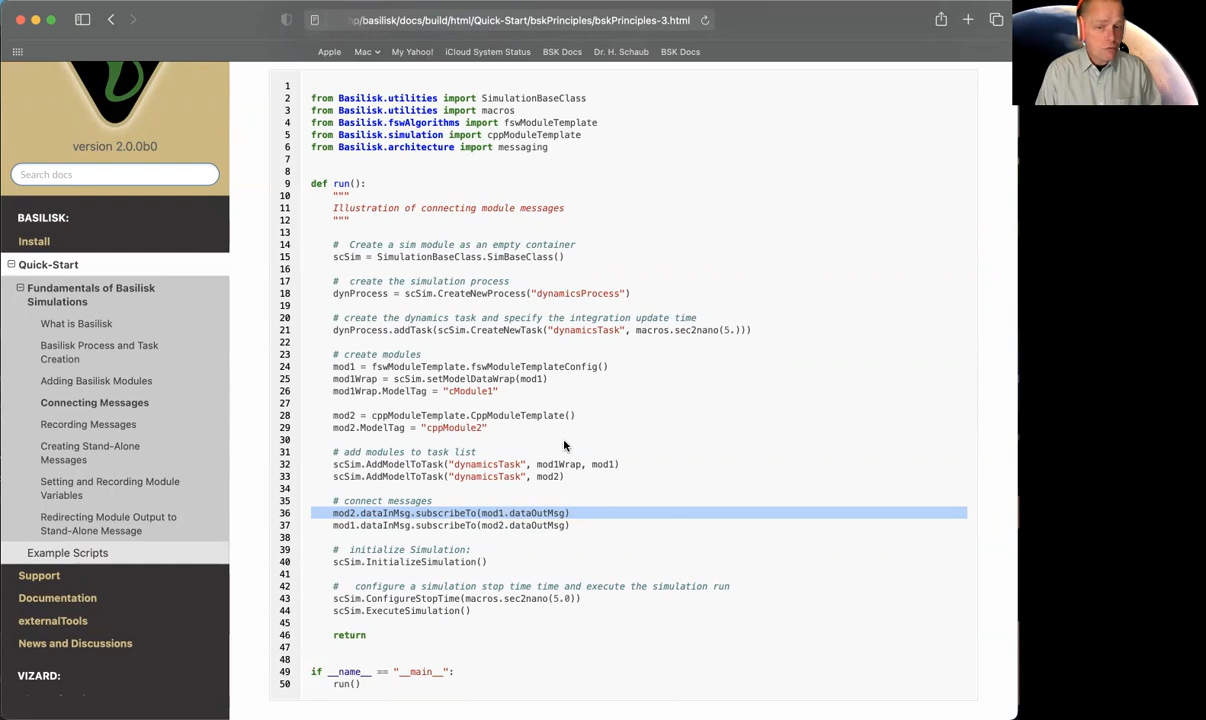 hp/basilisk/docs/build/html/Quick-Start/bskPrinciples/bskPrinciples-3.html
Apple Mac My Yahoo! iCloud System Status BSK Docs Dr. H. Schaub BSK Docs
version 2.0.0b0
Search docs
BASILISK:
Install
Quick-Start
Fundamentals of Basilisk
Simulations
What is Basilisk
Basilisk Process and Task
Creation
Adding Basilisk Modules
Connecting Messages
Recording Messages
Creating Stand-Alone
Messages
Setting and Recording Module
Variables
Redirecting Module Output to
Stand-Alone Message
Example Scripts
Support
Documentation
externalTools
News and Discussions
VIZARD:
1
2 from Basilisk.utilities import SimulationBaseClass
3 from Basilisk.utilities import macros
4 from Basilisk.fswAlgorithms import fswModuleTemplate
5 from Basilisk.simulation import cppModuleTemplate
6 from Basilisk.architecture import messaging
7
8
9 def run():
10 """
11 Illustration of connecting module messages
12 """
13
14 # Create a sim module as an empty container
15 scSim = SimulationBaseClass.SimBaseClass()
16
17 # create the simulation process
18 dynProcess = scSim.CreateNewProcess("dynamicsProcess")
19
20 # create the dynamics task and specify the integration update time
21 dynProcess.addTask(scSim.CreateNewTask("dynamicsTask", macros.sec2nano(5.)))
22
23 # create modules
24 mod1 = fswModuleTemplate.fswModuleTemplateConfig()
25 mod1Wrap = scSim.setModelDataWrap(mod1)
26 mod1Wrap.ModelTag = "cModule1"
27
28 mod2 = cppModuleTemplate.CppModuleTemplate()
29 mod2.ModelTag = "cppModule2"
30
31 # add modules to task list
32 scSim.AddModelToTask("dynamicsTask", mod1Wrap, mod1)
33 scSim.AddModelToTask("dynamicsTask", mod2)
34
35 # connect messages
36 mod2.dataInMsg.subscribeTo(mod1.dataOutMsg)
37 mod1.dataInMsg.subscribeTo(mod2.dataOutMsg)
38
39 # initialize Simulation:
40 scSim.InitializeSimulation()
41
42 # configure a simulation stop time time and execute the simulation run
43 scSim.ConfigureStopTime(macros.sec2nano(5.0))
44 scSim.ExecuteSimulation()
45
46 return
47
48
49 if __name__ == "__main__":
50 run()